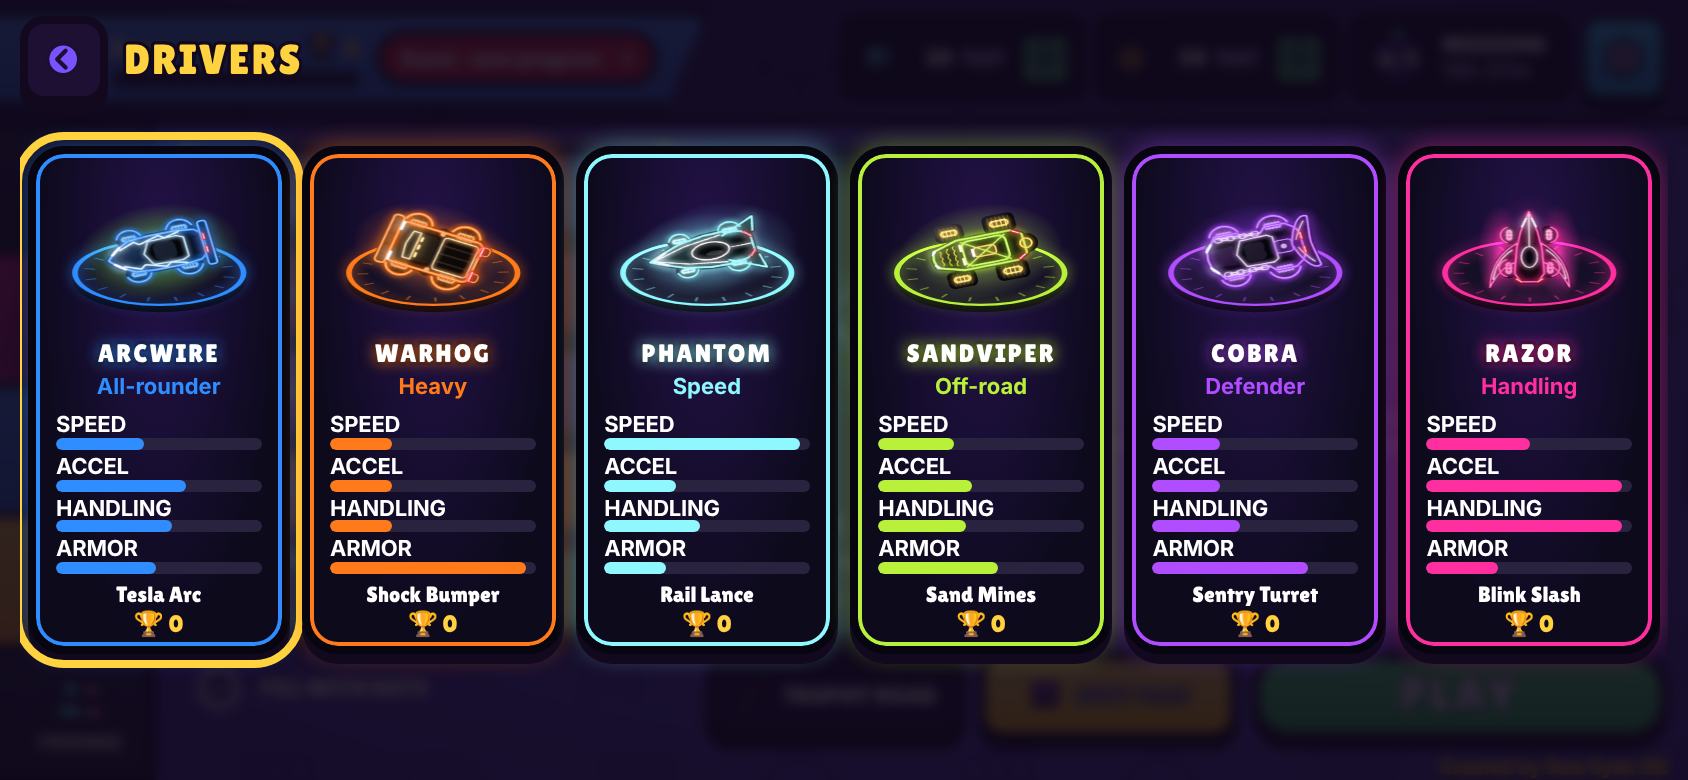 DRIVERS
ARCWIRE
All-rounder
SPEED
ACCEL
HANDLING
ARMOR
Tesla Arc
0
WARHOG
Heavy
SPEED
ACCEL
HANDLING
ARMOR
Shock Bumper
0
PHANTOM
Speed
SPEED
ACCEL
HANDLING
ARMOR
Rail Lance
0
SANDVIPER
Off-road
SPEED
ACCEL
HANDLING
ARMOR
Sand Mines
0
COBRA
Defender
SPEED
ACCEL
HANDLING
ARMOR
Sentry Turret
0
RAZOR
Handling
SPEED
ACCEL
HANDLING
ARMOR
Blink Slash
0
TROPHY ROAD
PLAY